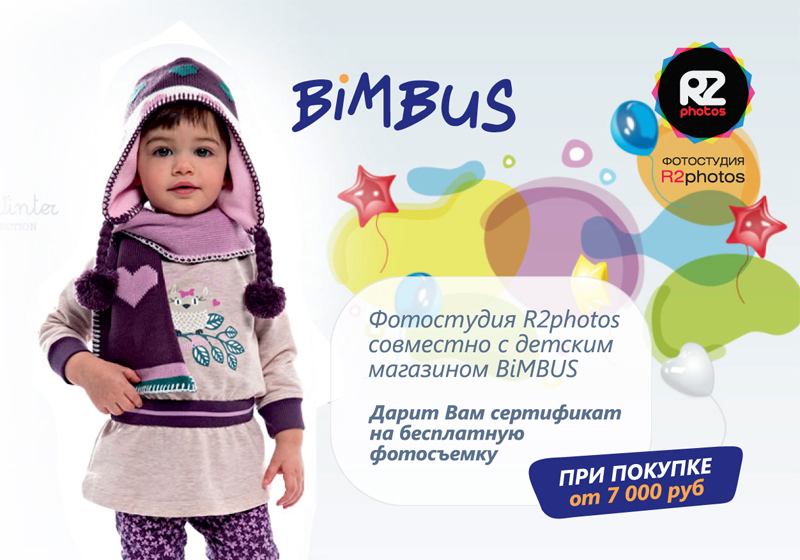 BiMBUS
R2
photos
ФОТОСТУДИЯ
R2photos
Winter
Фотостудия R2photos
совместно с детским
магазином BiMBUS
Дарит Вам сертификат
на бесплатную
фотосъемку
ПРИ ПОКУПКЕ
от 7 000 руб